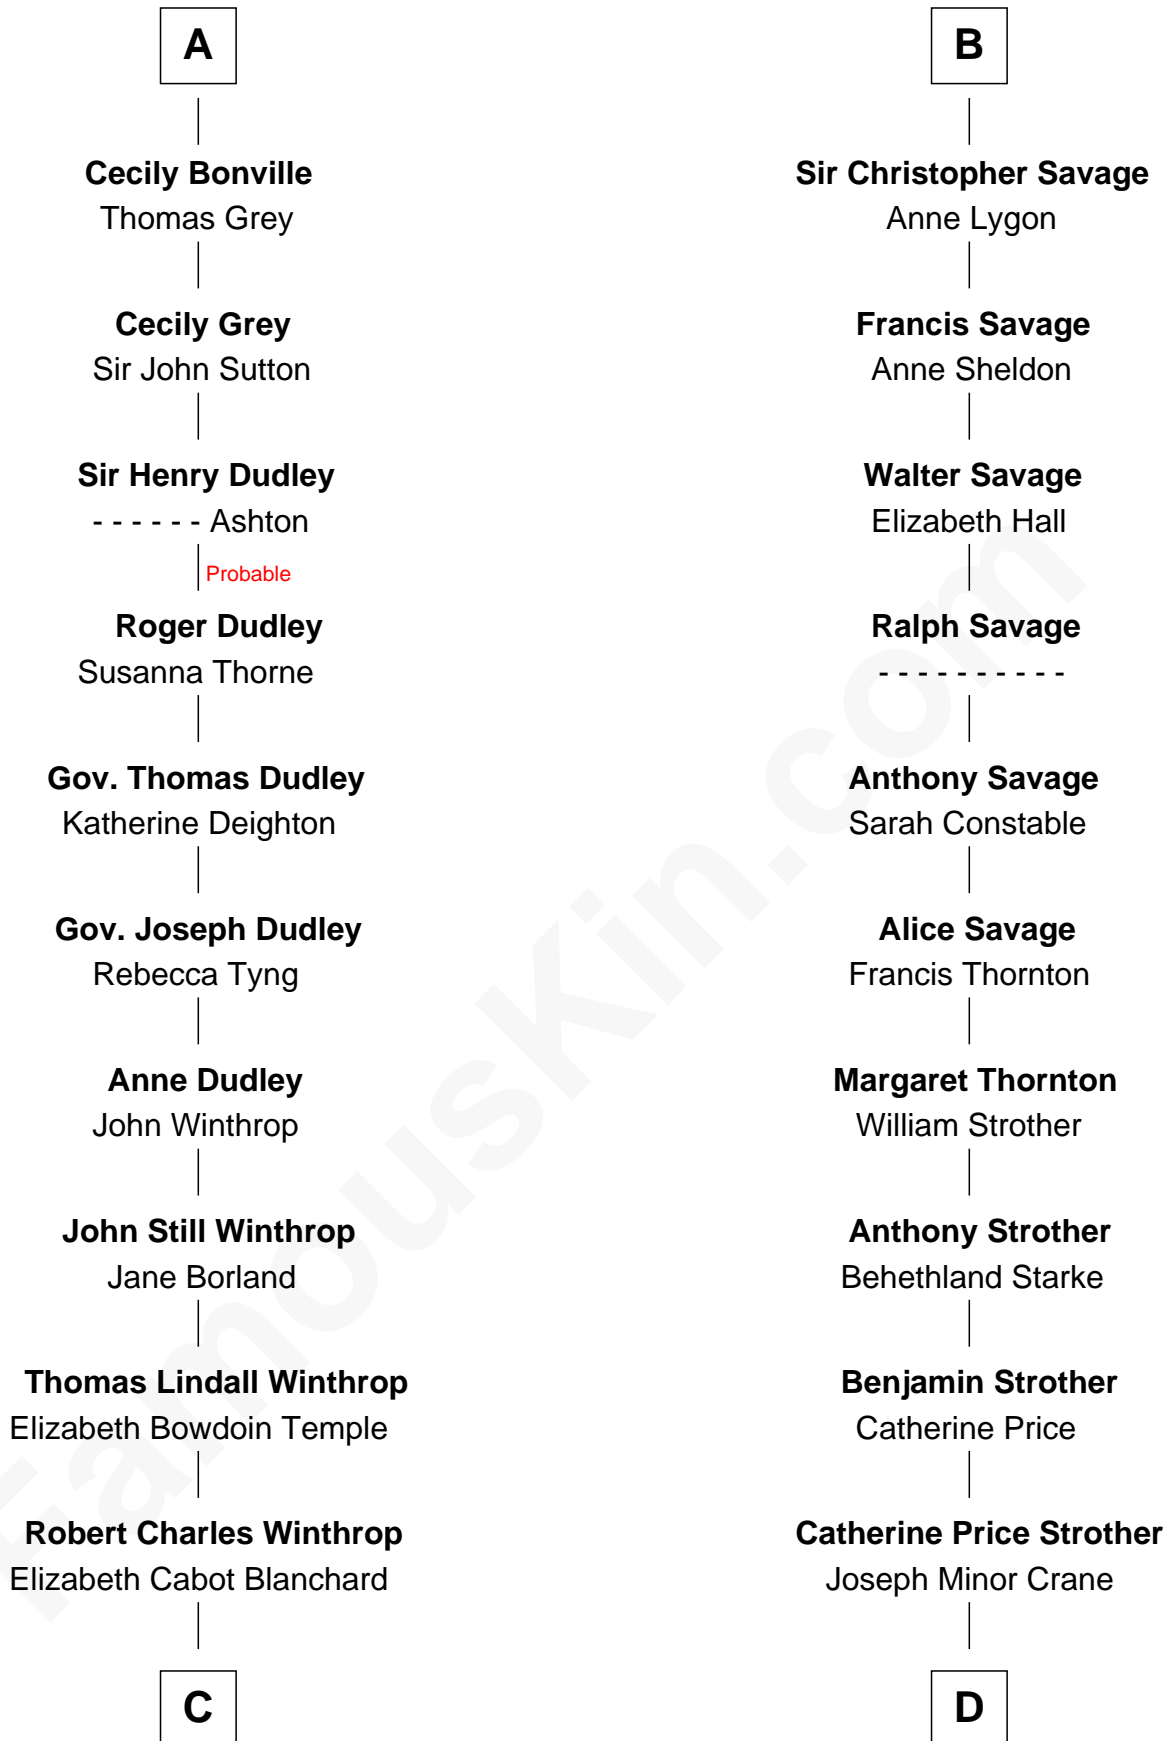 A
Cecily Bonville
Thomas Grey
Cecily Grey
Sir John Sutton
Sir Henry Dudley
- - - - - - Ashton
Probable
Roger Dudley
Susanna Thorne
Gov. Thomas Dudley
Katherine Deighton
Gov. Joseph Dudley
Rebecca Tyng
Anne Dudley
John Winthrop
John Still Winthrop
Jane Borland
Thomas Lindall Winthrop
Elizabeth Bowdoin Temple
Robert Charles Winthrop
Elizabeth Cabot Blanchard
C
B
Sir Christopher Savage
Anne Lygon
Francis Savage
Anne Sheldon
Walter Savage
Elizabeth Hall
Ralph Savage
- - - - - - - - - -
Anthony Savage
Sarah Constable
Alice Savage
Francis Thornton
Margaret Thornton
William Strother
Anthony Strother
Behethland Starke
Benjamin Strother
Catherine Price
Catherine Price Strother
Joseph Minor Crane
D
FamousKin.com